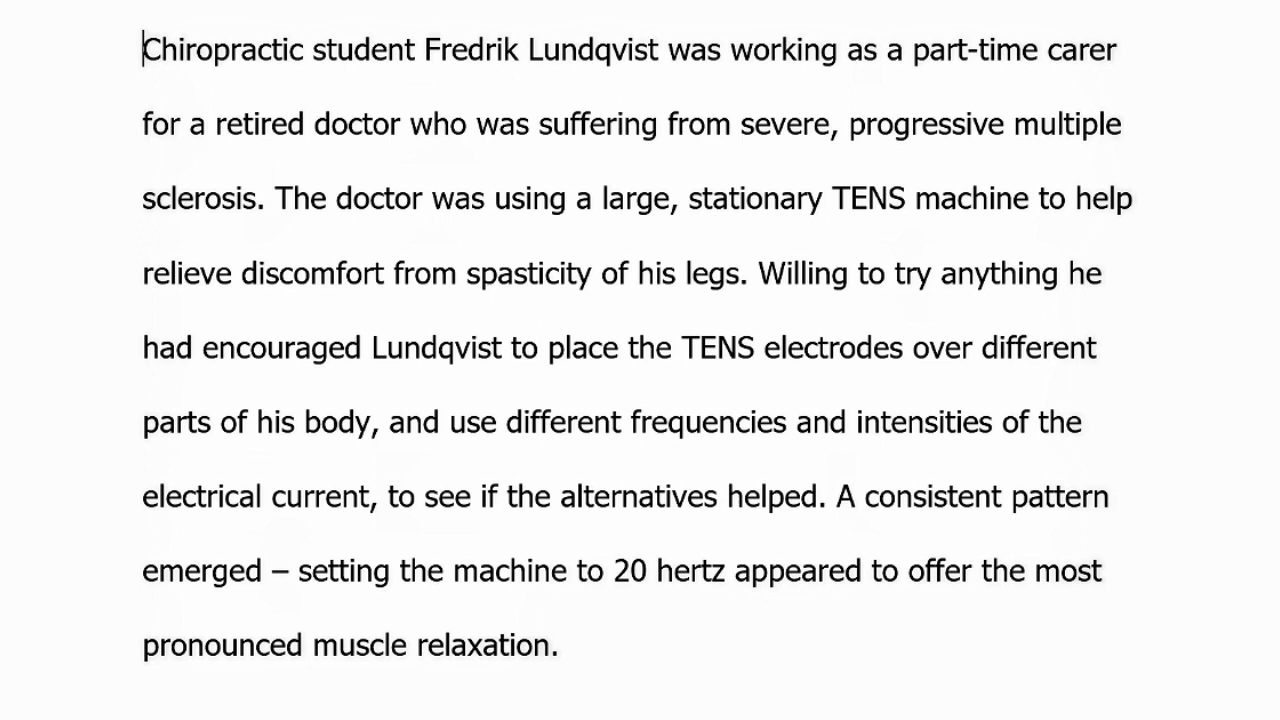 Chiropractic student Fredrik Lundqvist was working as a part-time carer
for a retired doctor who was suffering from severe, progressive multiple
sclerosis. The doctor was using a large, stationary TENS machine to help
relieve discomfort from spasticity of his legs. Willing to try anything he
had encouraged Lundqvist to place the TENS electrodes over different
parts of his body, and use different frequencies and intensities of the
electrical current, to see if the alternatives helped. A consistent pattern
emerged – setting the machine to 20 hertz appeared to offer the most
pronounced muscle relaxation.